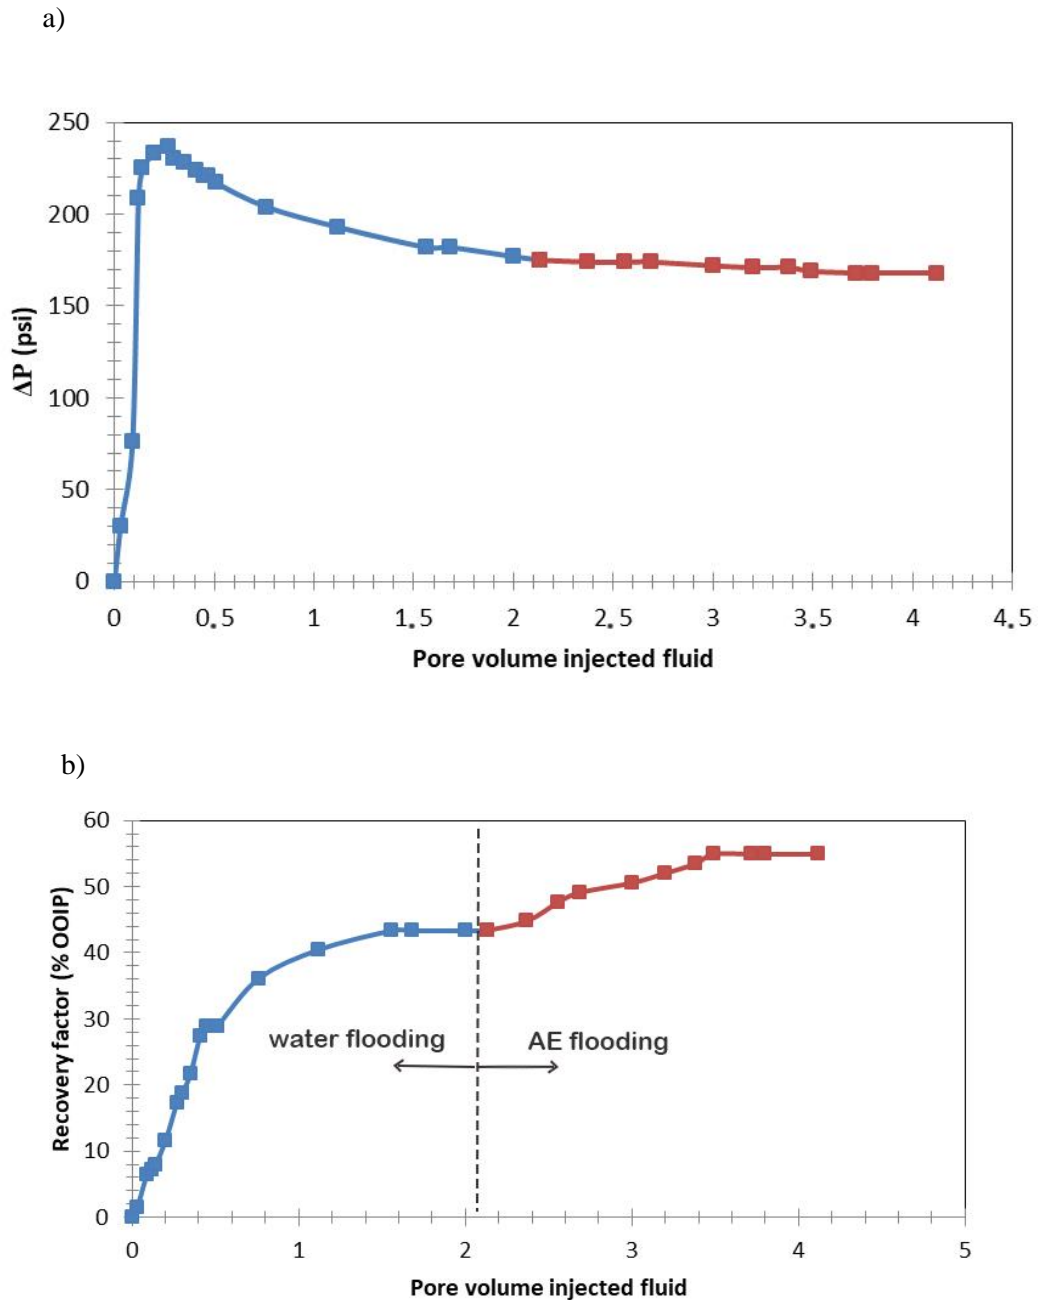 a)
250
200
150
100
50
0
ΔP (psi)
0 0.5 1 1.5 2 2.5 3 3.5 4 4.5
Pore volume injected fluid
b)
60
50
40
30
20
10
0
Recovery factor (% OOIP)
water flooding
AE flooding
0 1 2 3 4 5
Pore volume injected fluid